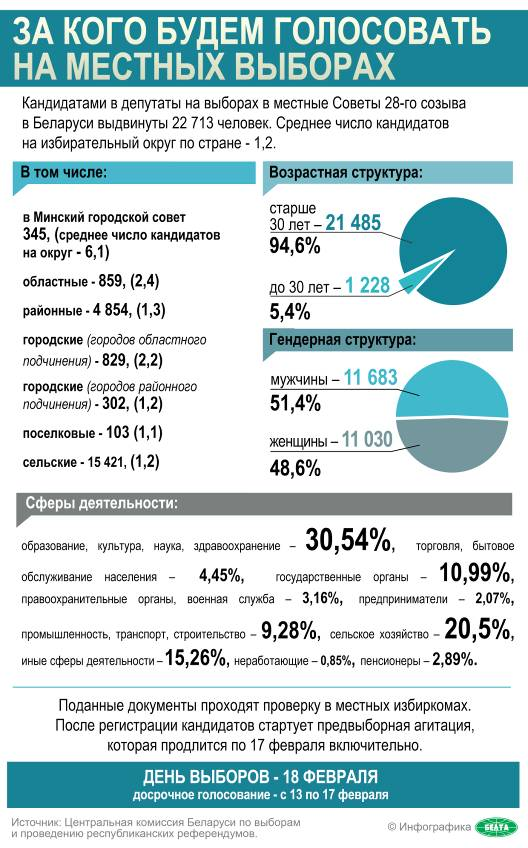 ЗА КОГО БУДЕМ ГОЛОСОВАТЬ
НА МЕСТНЫХ ВЫБОРАХ
Кандидатами в депутаты на выборах в местные Советы 28-го созыва
в Беларуси выдвинуты 22 713 человек. Среднее число кандидатов
на избирательный округ по стране - 1,2.
В том числе:
в Минский городской совет
345, (среднее число кандидатов
на округ - 6,1)
областные - 859, (2,4)
районные - 4 854, (1,3)
городские (городов областного
подчинения) - 829, (2,2)
городские (городов районного
подчинения) - 302, (1,2)
поселковые - 103 (1,1)
сельские - 15 421, (1,2)
Возрастная структура:
старше
30 лет – 21 485
94,6%
до 30 лет – 1 228
5,4%
Гендерная структура:
мужчины – 11 683
51,4%
женщины – 11 030
48,6%
Сферы деятельности:
образование, культура, наука, здравоохранение – 30,54%, торговля, бытовое
обслуживание населения – 4,45%, государственные органы – 10,99%,
правоохранительные органы, военная служба – 3,16%, предприниматели – 2,07%,
промышленность, транспорт, строительство – 9,28%, сельское хозяйство – 20,5%,
иные сферы деятельности – 15,26%, неработающие – 0,85%, пенсионеры – 2,89%.
Поданные документы проходят проверку в местных избиркомах.
После регистрации кандидатов стартует предвыборная агитация,
которая продлится по 17 февраля включительно.
ДЕНЬ ВЫБОРОВ - 18 ФЕВРАЛЯ
досрочное голосование - с 13 по 17 февраля
Источник: Центральная комиссия Беларуси по выборам
и проведению республиканских референдумов.
© Инфографика БЕЛТА